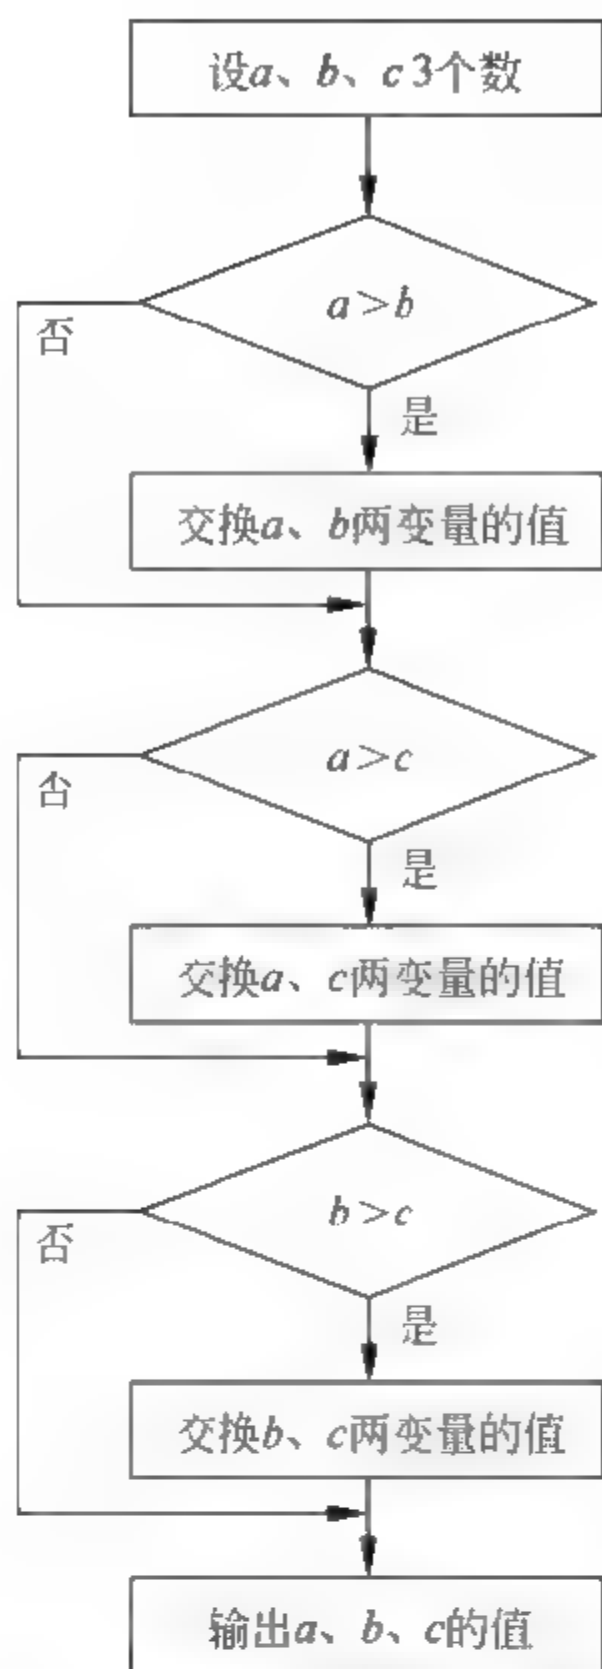 设a、b、c 3个数
a>b
否
是
交换a、b两变量的值
a>c
否
是
交换a、c两变量的值
b>c
否
是
交换b、c两变量的值
输出a、b、c的值